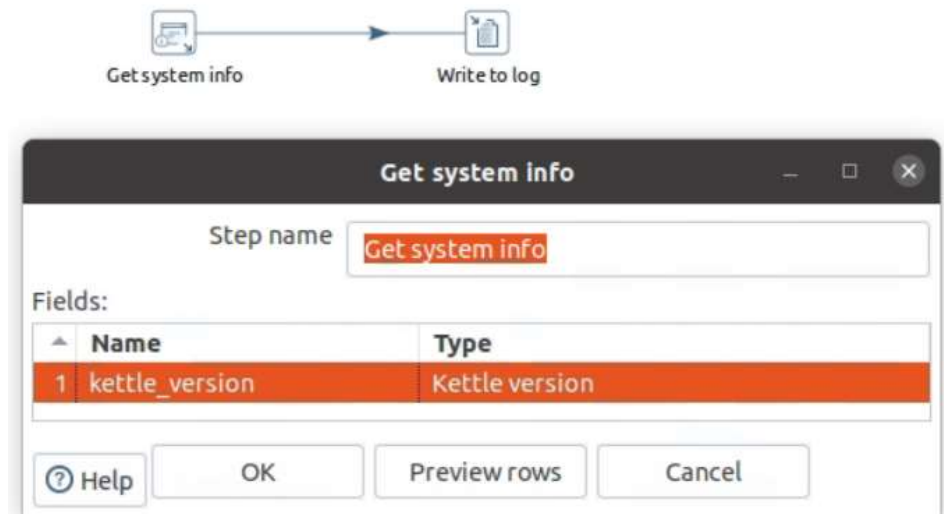 Get system info
Write to log
Get system info
Step name
Get system info
Fields:
Name Type
1 kettle_version Kettle version
Help OK Preview rows Cancel